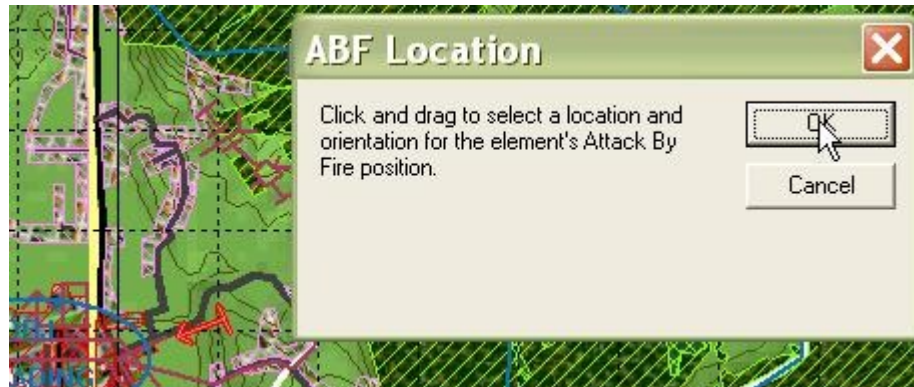 ABF Location
Click and drag to select a location and
orientation for the element's Attack By
Fire position.
OK
Cancel